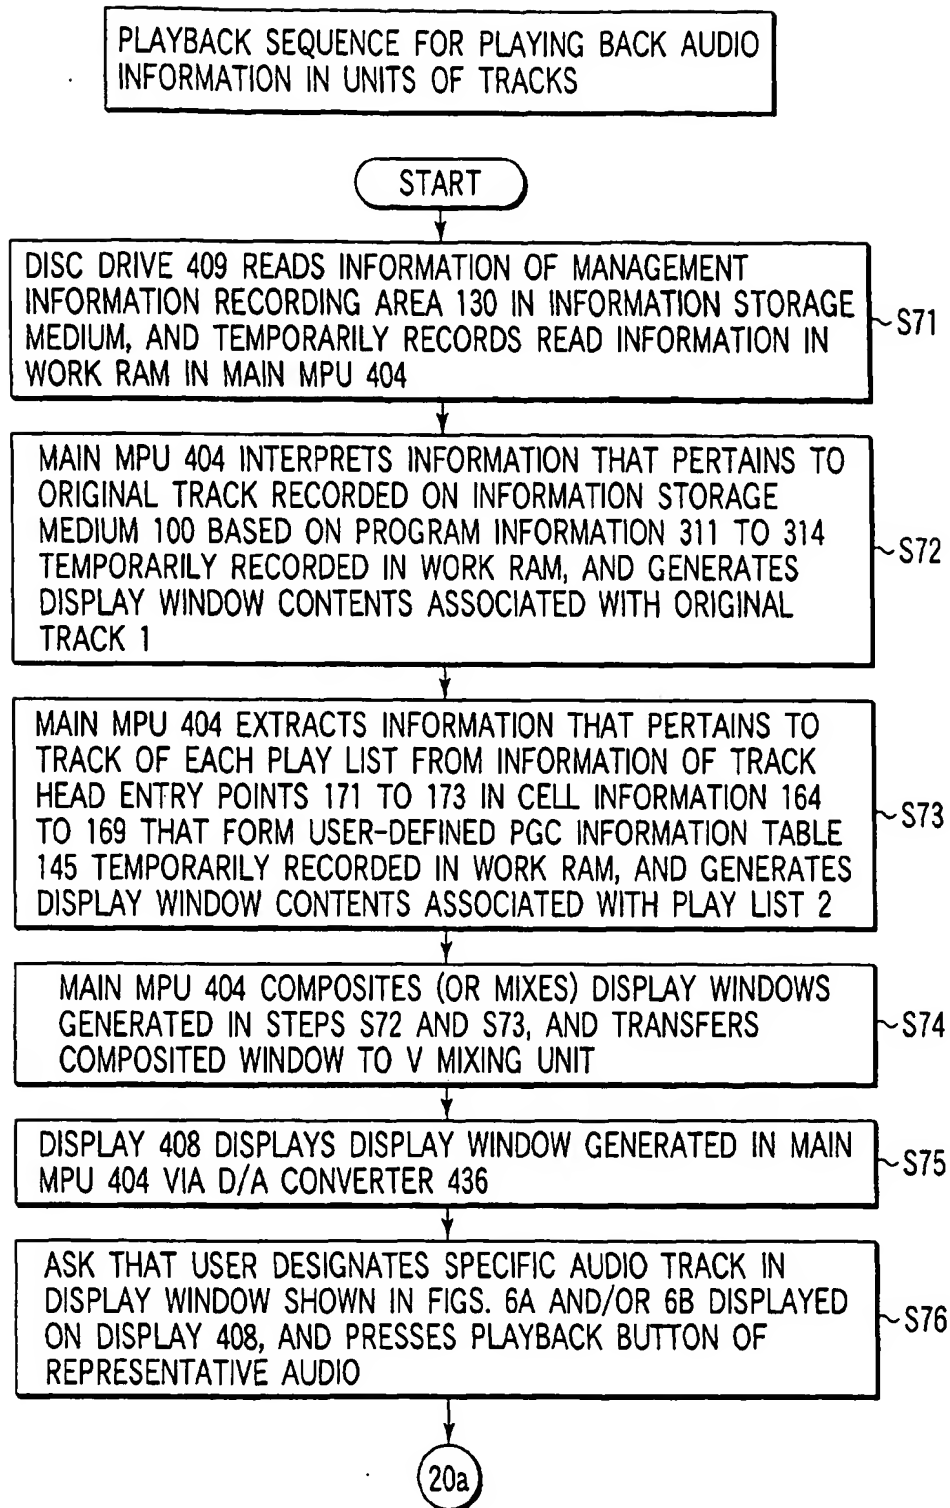 PLAYBACK SEQUENCE FOR PLAYING BACK AUDIO
INFORMATION IN UNITS OF TRACKS
START
DISC DRIVE 409 READS INFORMATION OF MANAGEMENT
INFORMATION RECORDING AREA 130 IN INFORMATION STORAGE
MEDIUM, AND TEMPORARILY RECORDS READ INFORMATION IN
WORK RAM IN MAIN MPU 404
S71
MAIN MPU 404 INTERPRETS INFORMATION THAT PERTAINS TO
ORIGINAL TRACK RECORDED ON INFORMATION STORAGE
MEDIUM 100 BASED ON PROGRAM INFORMATION 311 TO 314
TEMPORARILY RECORDED IN WORK RAM, AND GENERATES
DISPLAY WINDOW CONTENTS ASSOCIATED WITH ORIGINAL
TRACK 1
S72
MAIN MPU 404 EXTRACTS INFORMATION THAT PERTAINS TO
TRACK OF EACH PLAY LIST FROM INFORMATION OF TRACK
HEAD ENTRY POINTS 171 TO 173 IN CELL INFORMATION 164
TO 169 THAT FORM USER-DEFINED PGC INFORMATION TABLE
145 TEMPORARILY RECORDED IN WORK RAM, AND GENERATES
DISPLAY WINDOW CONTENTS ASSOCIATED WITH PLAY LIST 2
S73
MAIN MPU 404 COMPOSITES (OR MIXES) DISPLAY WINDOWS
GENERATED IN STEPS S72 AND S73, AND TRANSFERS
COMPOSITED WINDOW TO V MIXING UNIT
S74
DISPLAY 408 DISPLAYS DISPLAY WINDOW GENERATED IN MAIN
MPU 404 VIA D/A CONVERTER 436
S75
ASK THAT USER DESIGNATES SPECIFIC AUDIO TRACK IN
DISPLAY WINDOW SHOWN IN FIGS. 6A AND/OR 6B DISPLAYED
ON DISPLAY 408, AND PRESSES PLAYBACK BUTTON OF
REPRESENTATIVE AUDIO
S76
20a